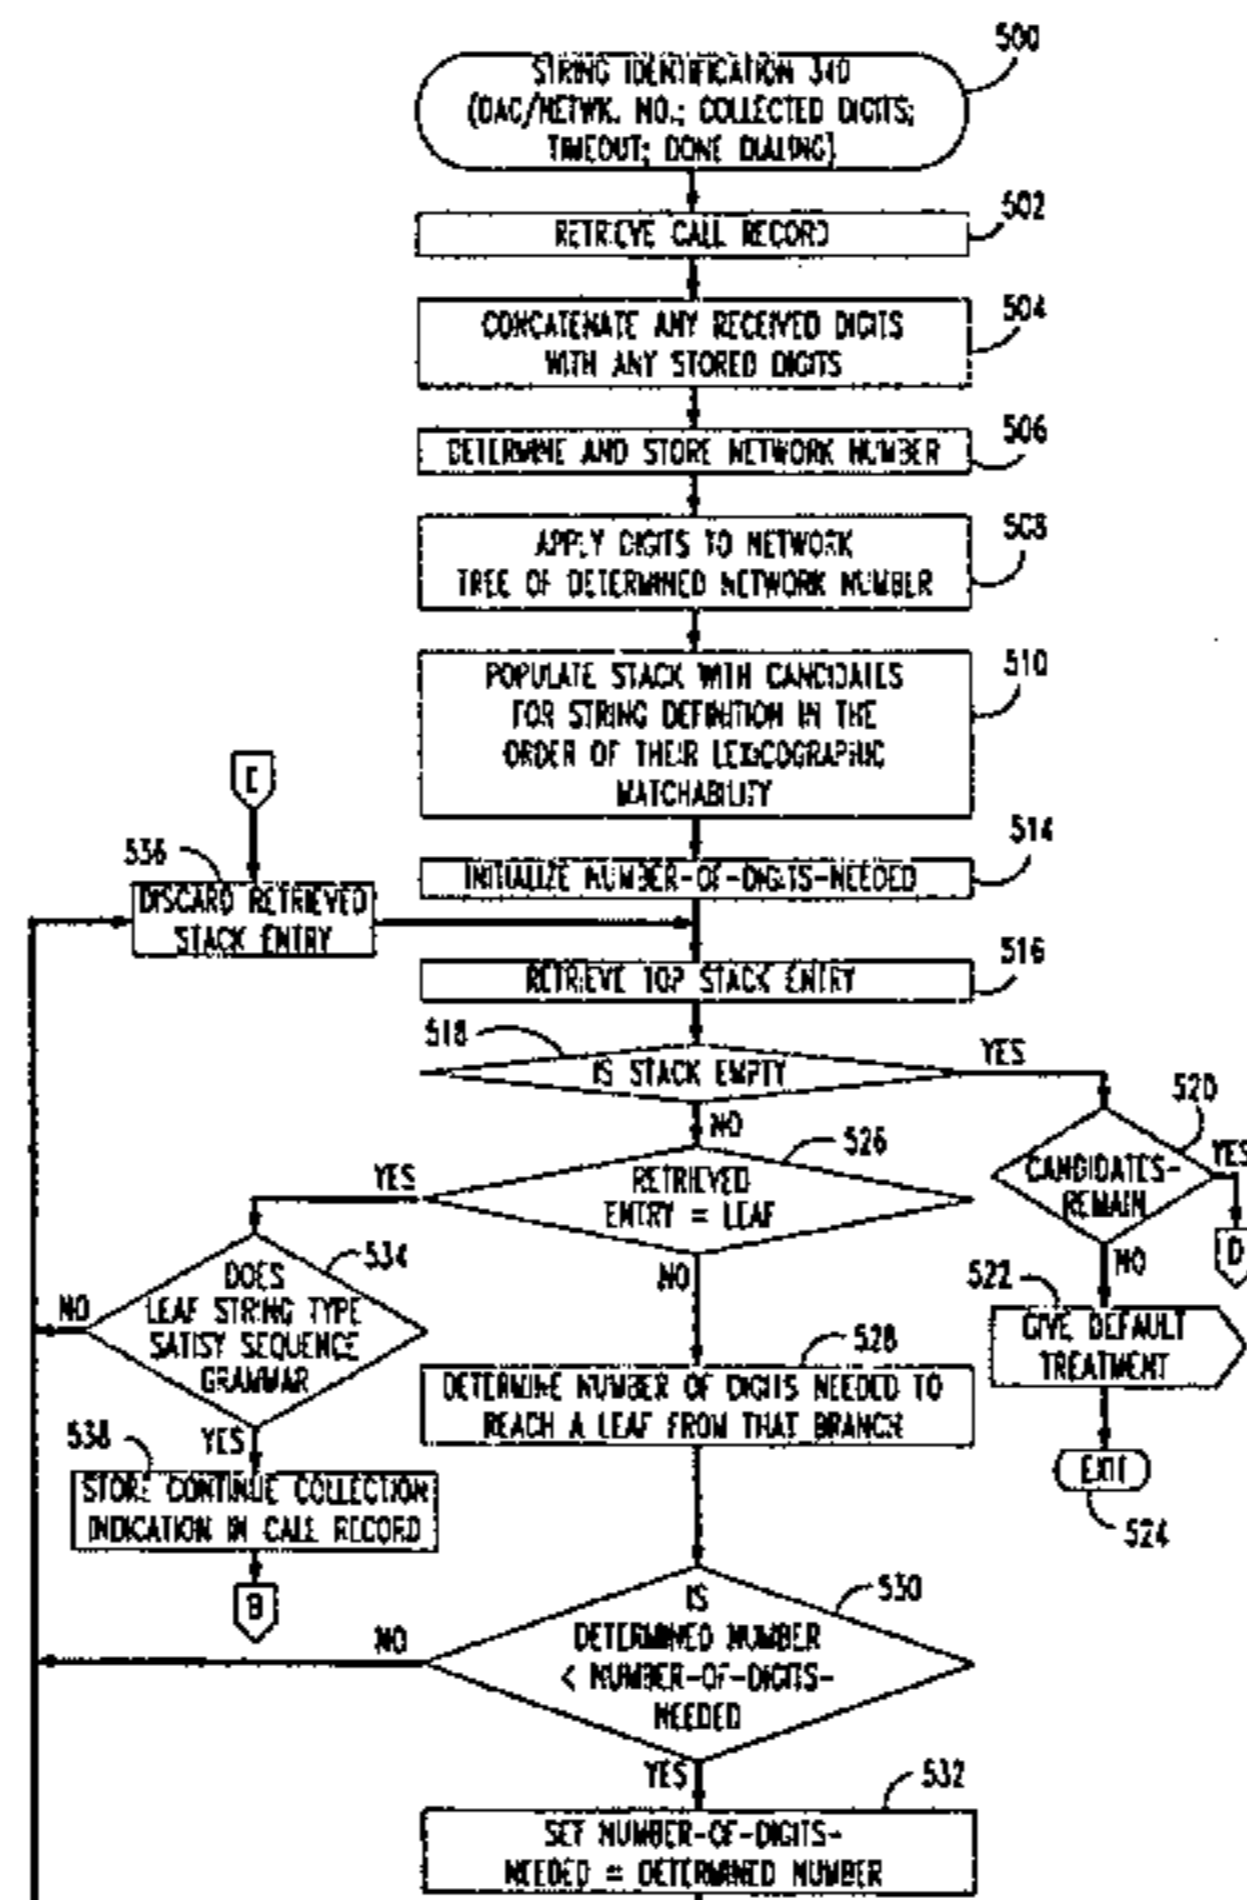 500
STRING IDENTIFICATION 340
(DAC/NETWK. NO.; COLLECTED DIGITS;
TIMEOUT; DONE DIALING)
502
RETRIEVE CALL RECORD
504
CONCATENATE ANY RECEIVED DIGITS
WITH ANY STORED DIGITS
506
DETERMINE AND STORE NETWORK NUMBER
508
APPLY DIGITS TO NETWORK
TREE OF DETERMINED NETWORK NUMBER
510
POPULATE STACK WITH CANDIDATES
FOR STRING DEFINITION IN THE
ORDER OF THEIR LEXICOGRAPHIC
MATCHABILITY
514
INITIALIZE NUMBER-OF-DIGITS-NEEDED
536
DISCARD RETRIEVED
STACK ENTRY
516
RETRIEVE TOP STACK ENTRY
518
IS STACK EMPTY
YES
NO
520
CANDIDATES-
REMAIN
YES
D
NO
522
GIVE DEFAULT
TREATMENT
EXIT
524
526
RETRIEVED
ENTRY = LEAF
YES
NO
534
DOES
LEAF STRING TYPE
SATISY SEQUENCE
GRAMMAR
NO
YES
538
STORE CONTINUE COLLECTION
INDICATION IN CALL RECORD
B
528
DETERMINE NUMBER OF DIGITS NEEDED TO
REACH A LEAF FROM THAT BRANCH
530
IS
DETERMINED NUMBER
< NUMBER-OF-DIGITS-
NEEDED
NO
YES
532
SET NUMBER-OF-DIGITS-
NEEDED = DETERMINED NUMBER